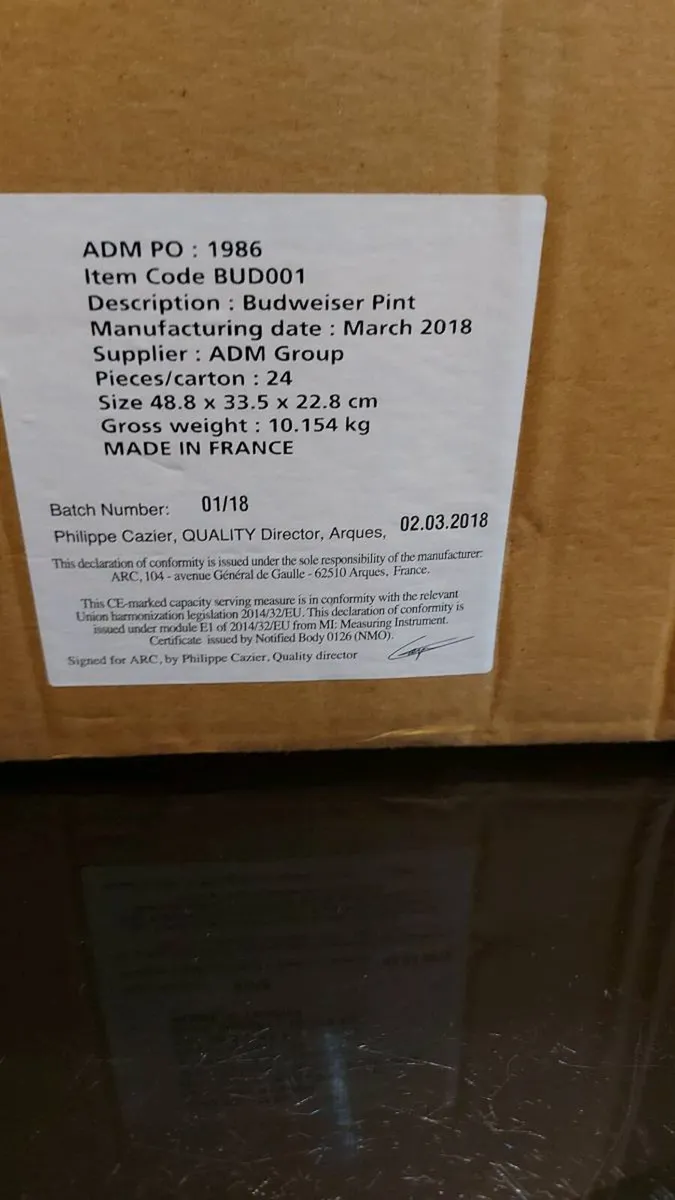 ADM PO : 1986
Item Code BUD001
Description : Budweiser Pint
Manufacturing date : March 2018
Supplier : ADM Group
Pieces/carton : 24
Size 48.8 x 33.5 x 22.8 cm
Gross weight : 10.154 kg
MADE IN FRANCE
Batch Number: 01/18
Philippe Cazier, QUALITY Director, Arques, 02.03.2018
This declaration of conformity is issued under the sole responsibility of the manufacturer:
ARC, 104 - avenue Général de Gaulle - 62510 Arques, France.
This CE-marked capacity serving measure is in conformity with the relevant
Union harmonization legislation 2014/32/EU. This declaration of conformity is
issued under module E1 of 2014/32/EU from MI: Measuring Instrument.
Certificate issued by Notified Body 0126 (NMO).
Signed for ARC, by Philippe Cazier, Quality director